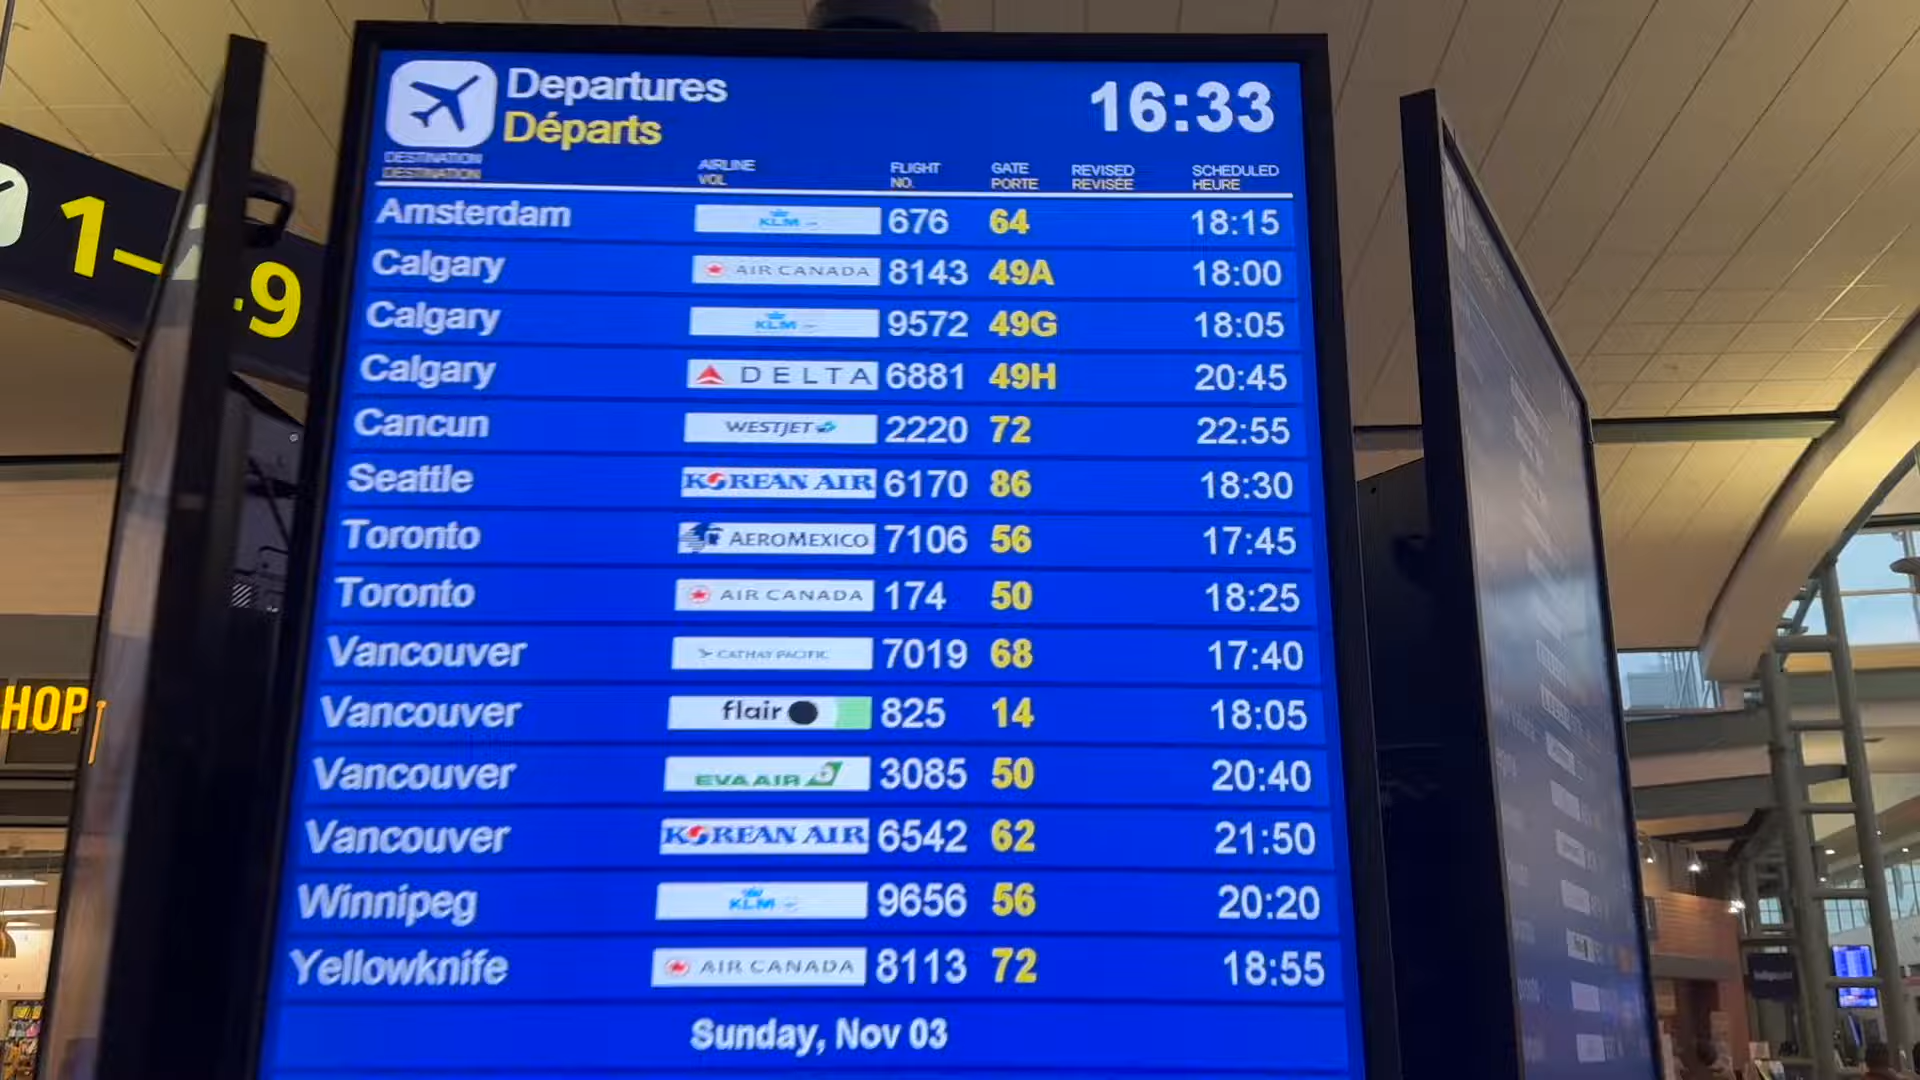 Departures 16:33
Départs
DESTINATION AIRLINE FLIGHT GATE REVISED SCHEDULED
DESTINATION VOL NO. PORTE REVISÉE HEURE
Amsterdam KLM 676 64 18:15
Calgary AIR CANADA 8143 49A 18:00
Calgary KLM 9572 49G 18:05
Calgary DELTA 6881 49H 20:45
Cancun WESTJET 2220 72 22:55
Seattle KOREAN AIR 6170 86 18:30
Toronto AEROMEXICO 7106 56 17:45
Toronto AIR CANADA 174 50 18:25
Vancouver CATHAY PACIFIC 7019 68 17:40
Vancouver flair 825 14 18:05
Vancouver EVA AIR 3085 50 20:40
Vancouver KOREAN AIR 6542 62 21:50
Winnipeg KLM 9656 56 20:20
Yellowknife AIR CANADA 8113 72 18:55
Sunday, Nov 03
1–
-9
HOP